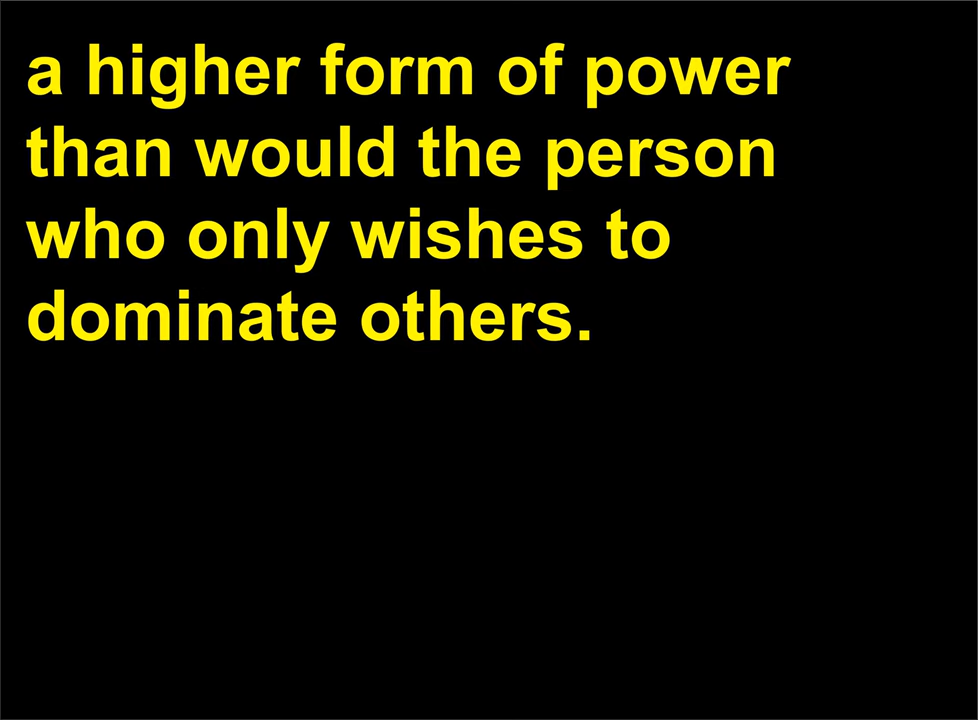 a higher form of power
than would the person
who only wishes to
dominate others.